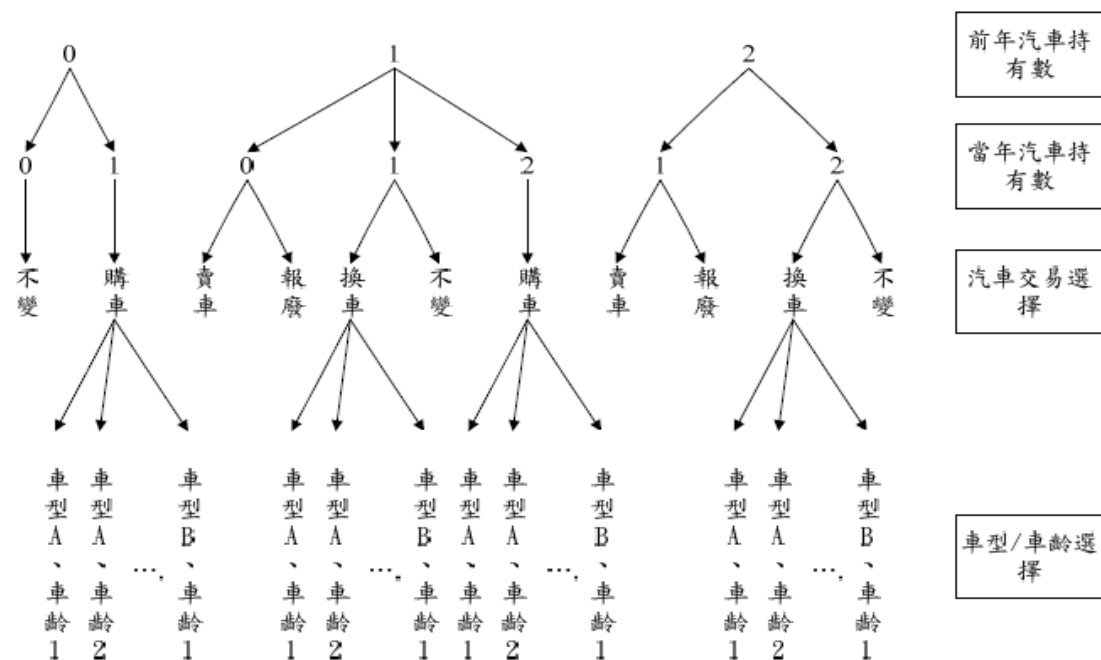 0 1 2
前年汽車持
有數
0 1 0 1 2 1 2
當年汽車持
有數
不變 購車 賣車 報廢 換車 不變 購車 賣車 報廢 換車 不變
汽車交易選
擇
車型A、車齡1 車型A、車齡2 …. 車型B、車齡1 車型A、車齡1 車型A、車齡2 …. 車型B、車齡1 車型A、車齡1 車型A、車齡2 …. 車型B、車齡1 車型A、車齡1 車型A、車齡2 …. 車型B、車齡1
車型/車齡選
擇